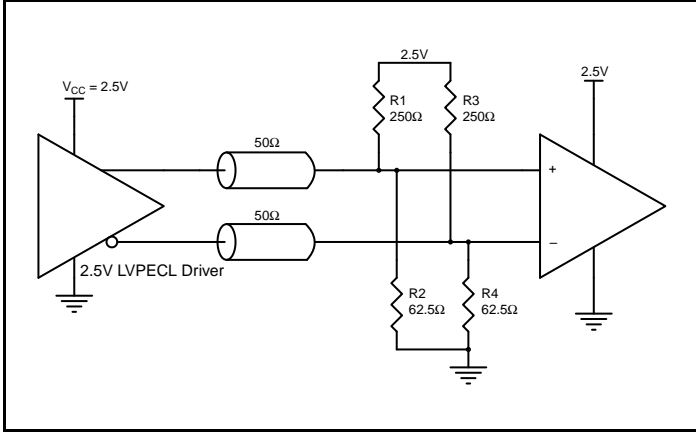 2.5V
2.5V
V_CC = 2.5V
R1
250Ω
R3
250Ω
50Ω
+
50Ω
−
2.5V LVPECL Driver
R2
62.5Ω
R4
62.5Ω